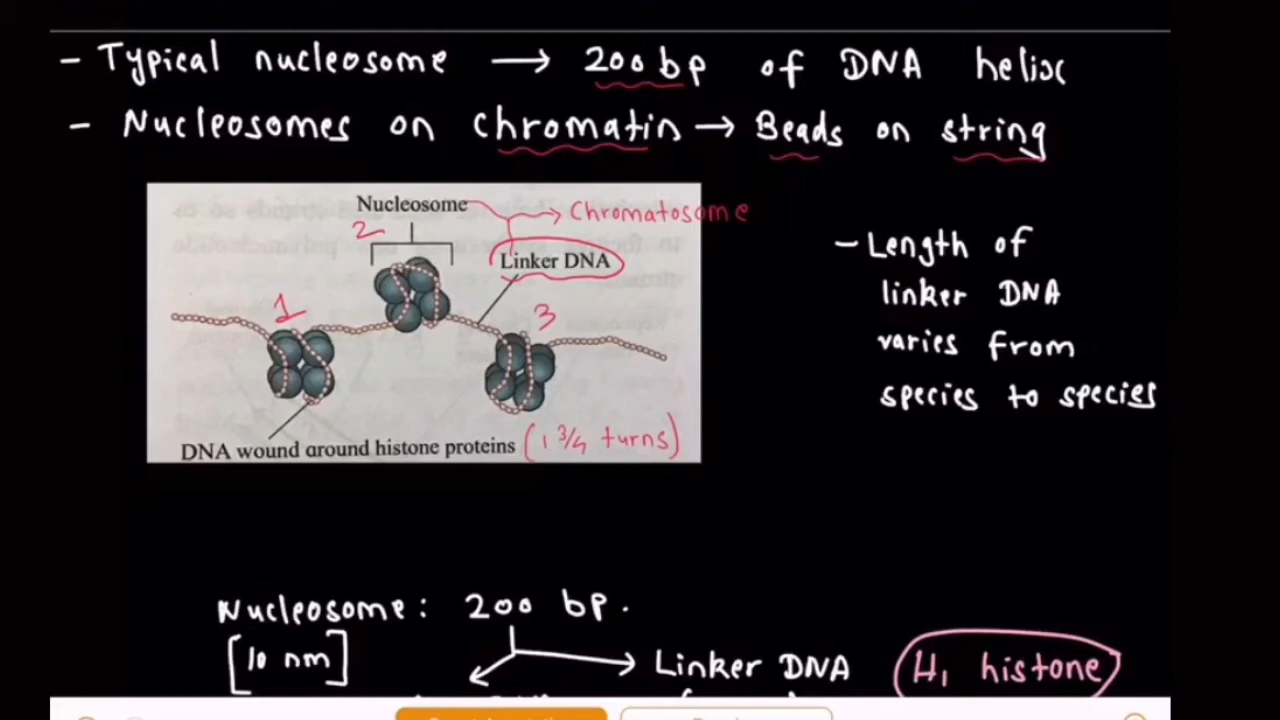 - Typical nucleosome → 200 bp of DNA helix
- Nucleosomes on chromatin → Beads on string
Nucleosome → Chromatosome
2
Linker DNA
1
3
DNA wound around histone proteins (1 3/4 turns)
- Length of
linker DNA
varies from
species to species
Nucleosome: 200 bp.
[10 nm]
Linker DNA
H1 histone